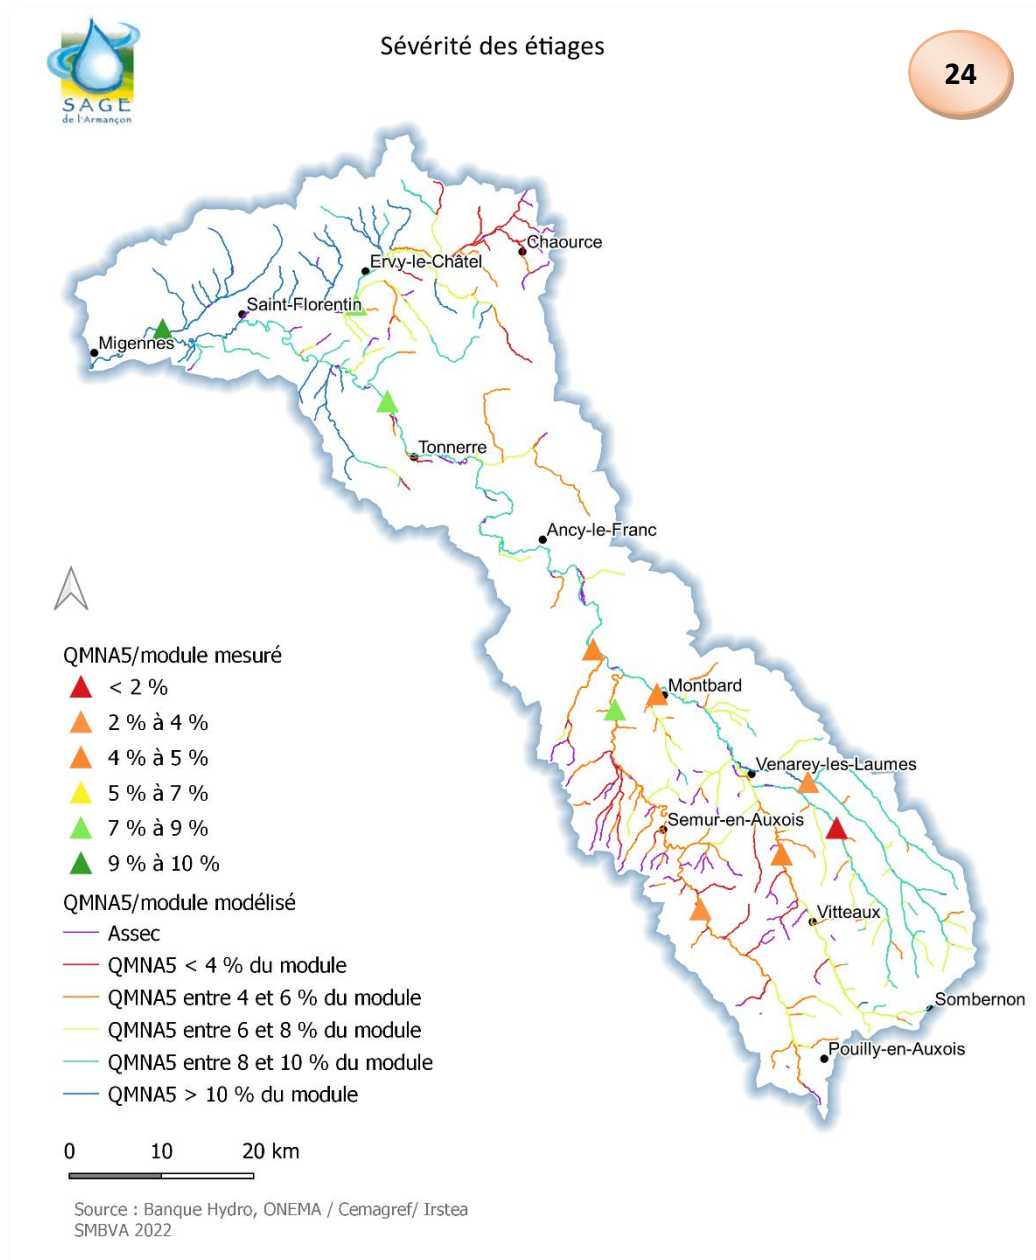 Sévérité des étiages
24
SAGE
de l'Armançon
Chaource
Ervy-le-Châtel
Saint-Florentin
Migennes
Tonnerre
Ancy-le-Franc
Montbard
Venarey-les-Laumes
Semur-en-Auxois
Vitteaux
Sombernon
Pouilly-en-Auxois
QMNA5/module mesuré
< 2 %
2 % à 4 %
4 % à 5 %
5 % à 7 %
7 % à 9 %
9 % à 10 %
QMNA5/module modélisé
Assec
QMNA5 < 4 % du module
QMNA5 entre 4 et 6 % du module
QMNA5 entre 6 et 8 % du module
QMNA5 entre 8 et 10 % du module
QMNA5 > 10 % du module
0 10 20 km
Source : Banque Hydro, ONEMA / Cemagref/ Irstea
SMBVA 2022